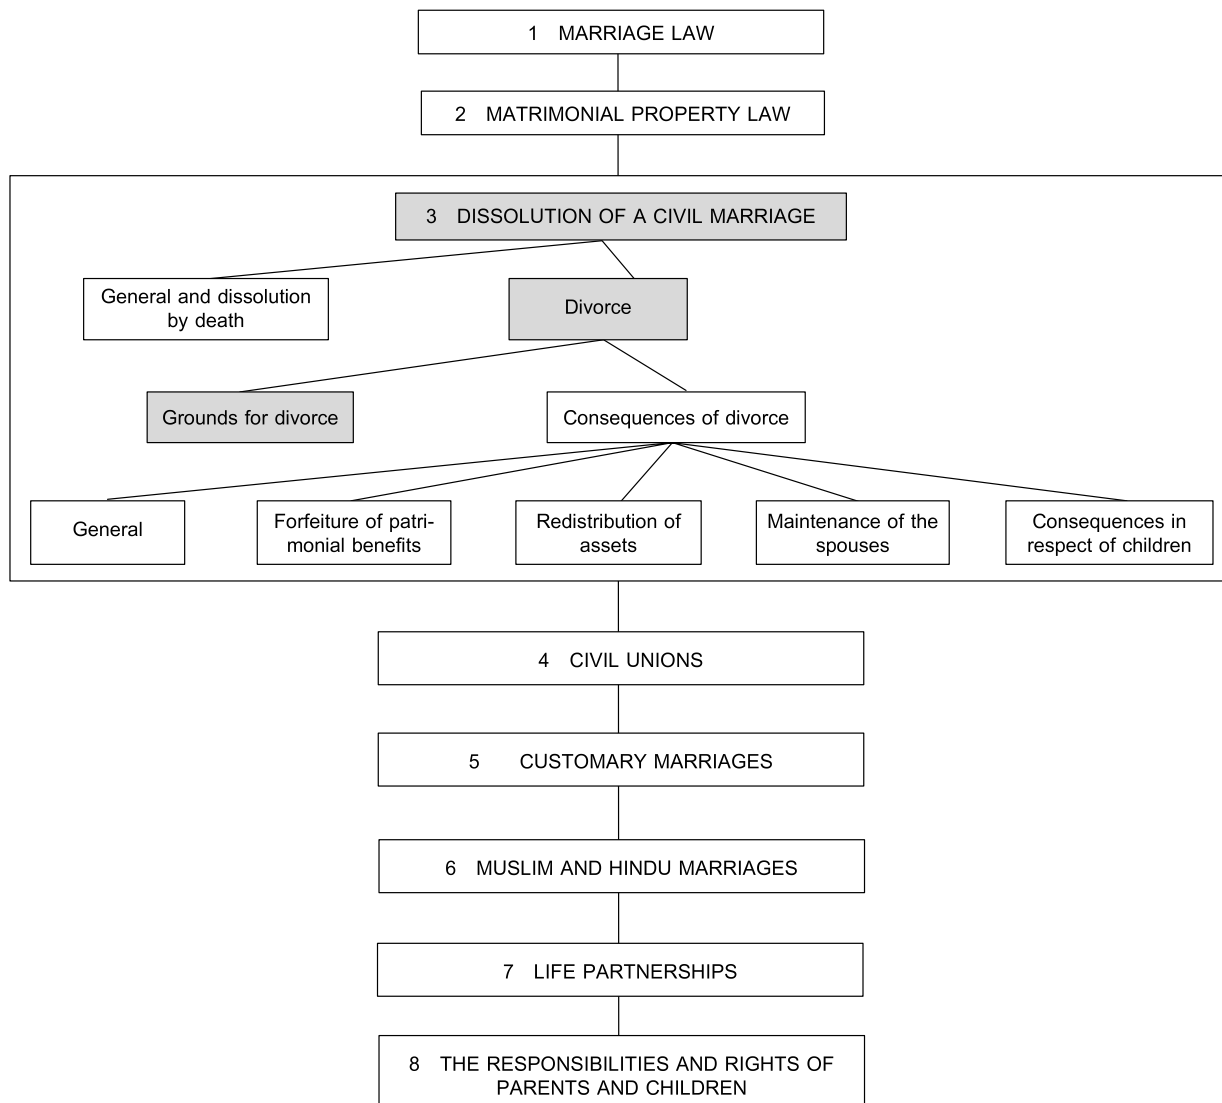 1 MARRIAGE LAW
2 MATRIMONIAL PROPERTY LAW
3 DISSOLUTION OF A CIVIL MARRIAGE
General and dissolution
by death
Divorce
Grounds for divorce
Consequences of divorce
General
Forfeiture of patri-
monial benefits
Redistribution of
assets
Maintenance of the
spouses
Consequences in
respect of children
4 CIVIL UNIONS
5 CUSTOMARY MARRIAGES
6 MUSLIM AND HINDU MARRIAGES
7 LIFE PARTNERSHIPS
8 THE RESPONSIBILITIES AND RIGHTS OF
PARENTS AND CHILDREN